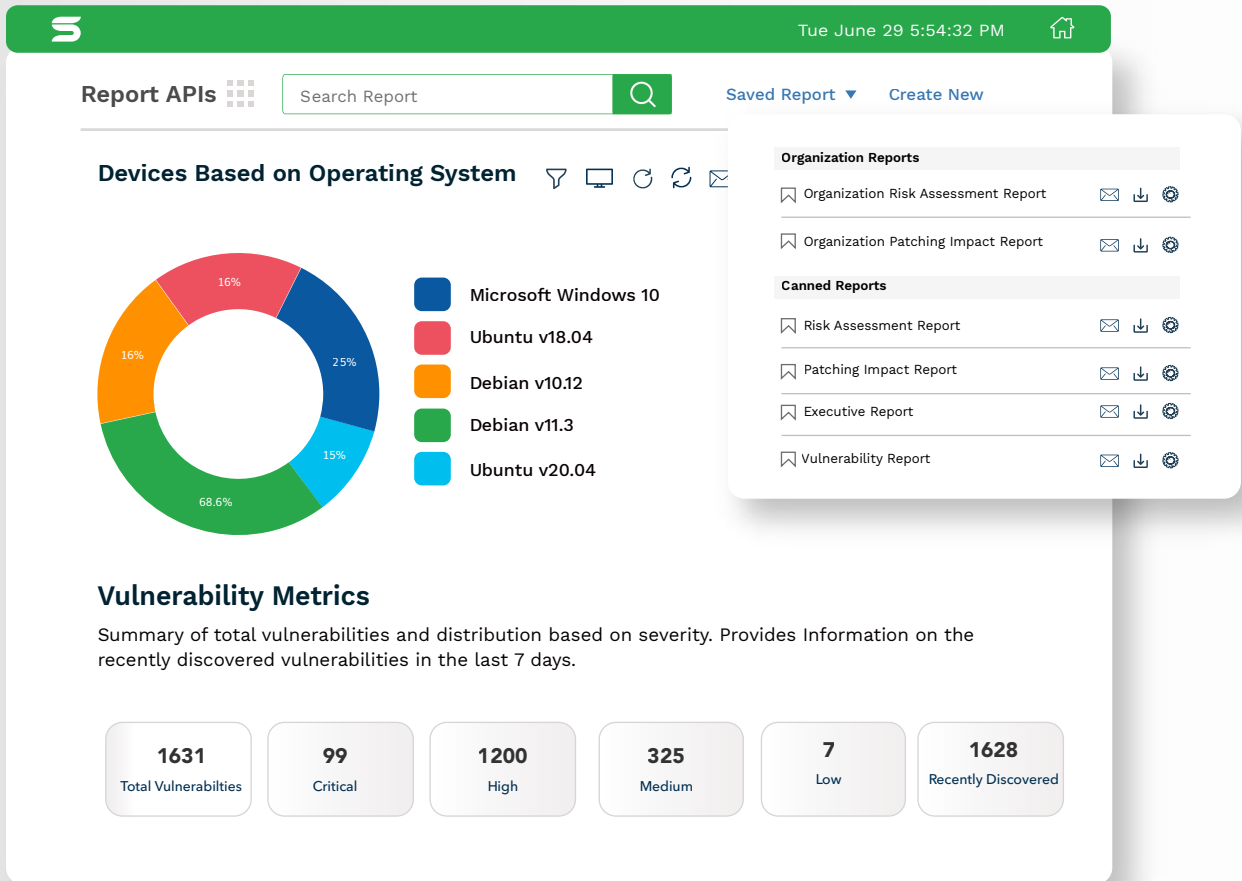 Tue June 29 5:54:32 PM
Report APIs
Search Report
Saved Report
Create New
Devices Based on Operating System
16%
25%
16%
15%
68.6%
Microsoft Windows 10
Ubuntu v18.04
Debian v10.12
Debian v11.3
Ubuntu v20.04
Organization Reports
Organization Risk Assessment Report
Organization Patching Impact Report
Canned Reports
Risk Assessment Report
Patching Impact Report
Executive Report
Vulnerability Report
Vulnerability Metrics
Summary of total vulnerabilities and distribution based on severity. Provides Information on the
recently discovered vulnerabilities in the last 7 days.
1631
Total Vulnerabilties
99
Critical
1200
High
325
Medium
7
Low
1628
Recently Discovered